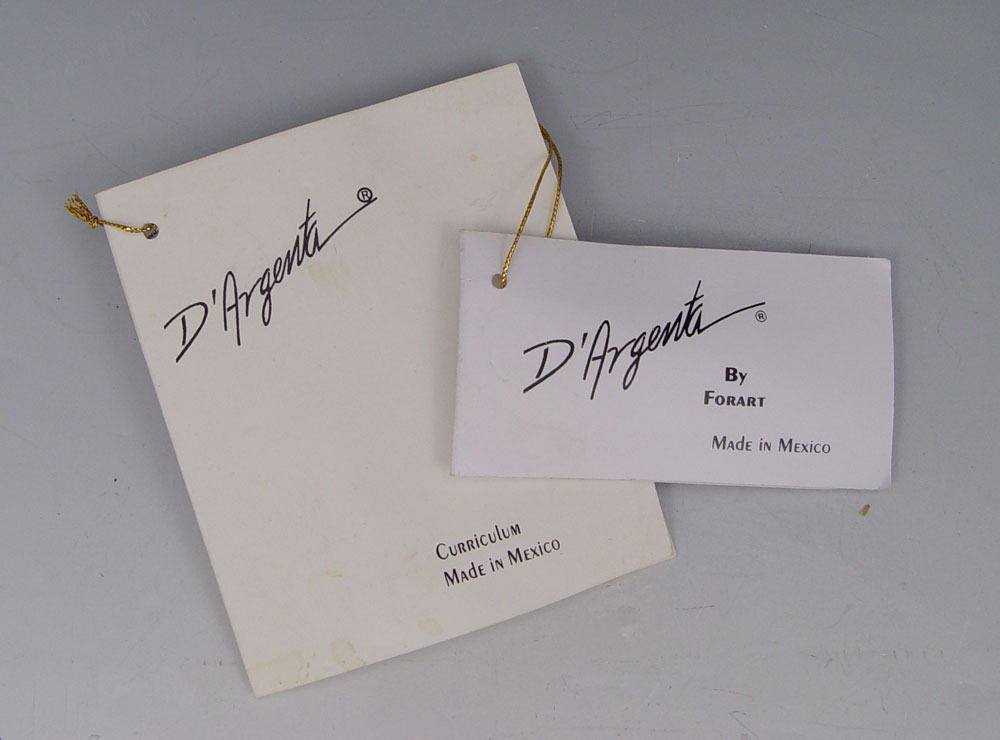 D'Argenta ®
Curriculum
Made in Mexico
D'Argenta ®
By
Forart
Made in Mexico